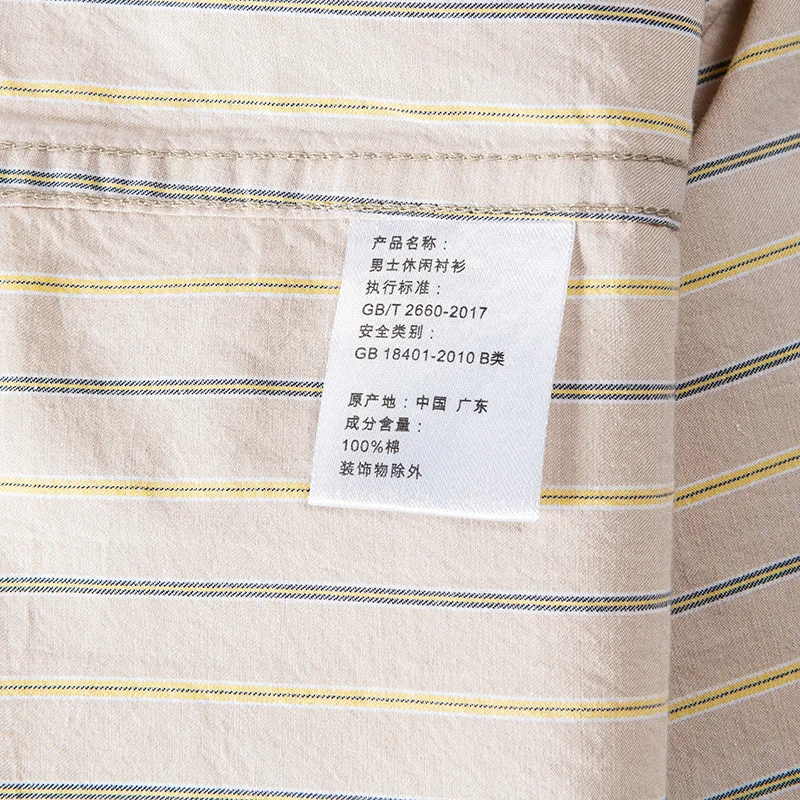 产品名称：
男士休闲衬衫
执行标准：
GB/T 2660-2017
安全类别：
GB 18401-2010 B类
原产地：中国 广东
成分含量：
100%棉
装饰物除外